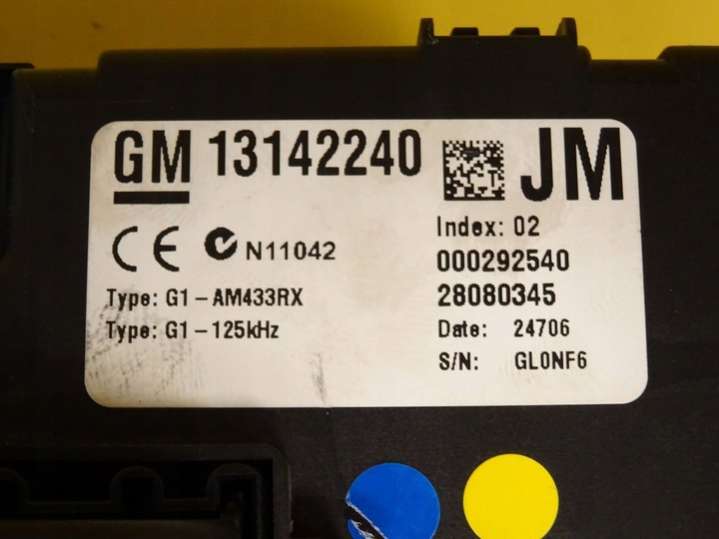 GM 13142240 JM
Index: 02
CE N11042
000292540
Type: G1-AM433RX
28080345
Type: G1-125kHz
Date: 24706
S/N: GL0NF6